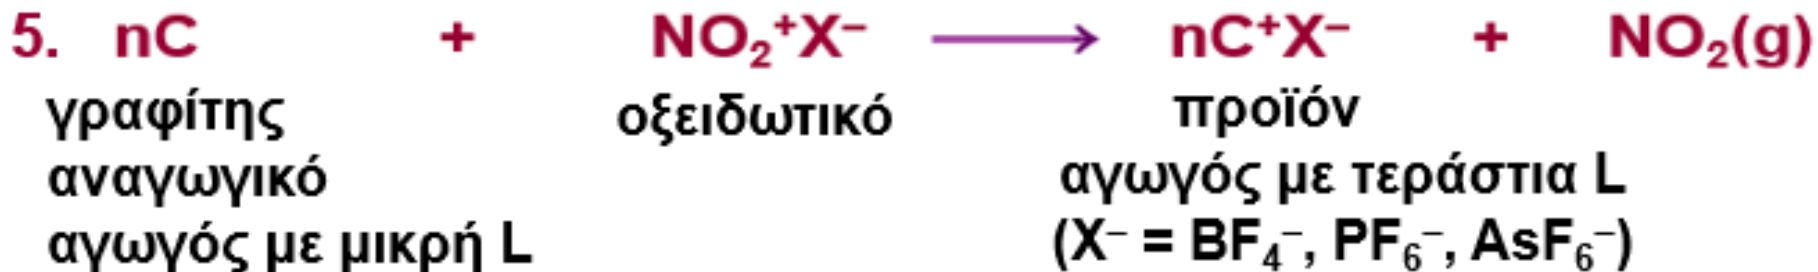 5. nC + NO₂⁺X⁻ ⟶ nC⁺X⁻ + NO₂(g)
γραφίτης οξειδωτικό προϊόν
αναγωγικό αγωγός με τεράστια L
αγωγός με μικρή L (X⁻ = BF₄⁻, PF₆⁻, AsF₆⁻)